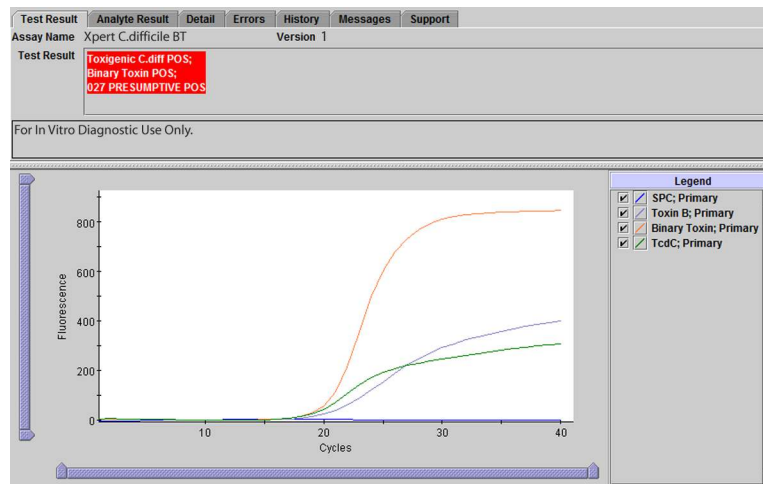 Test Result Analyte Result Detail Errors History Messages Support
Assay Name Xpert C.difficile BT Version 1
Test Result
Toxigenic C.diff POS;
Binary Toxin POS;
027 PRESUMPTIVE POS
For In Vitro Diagnostic Use Only.
Legend
SPC; Primary
Toxin B; Primary
Binary Toxin; Primary
TcdC; Primary
Fluorescence
800
600
400
200
0
10 20 30 40
Cycles